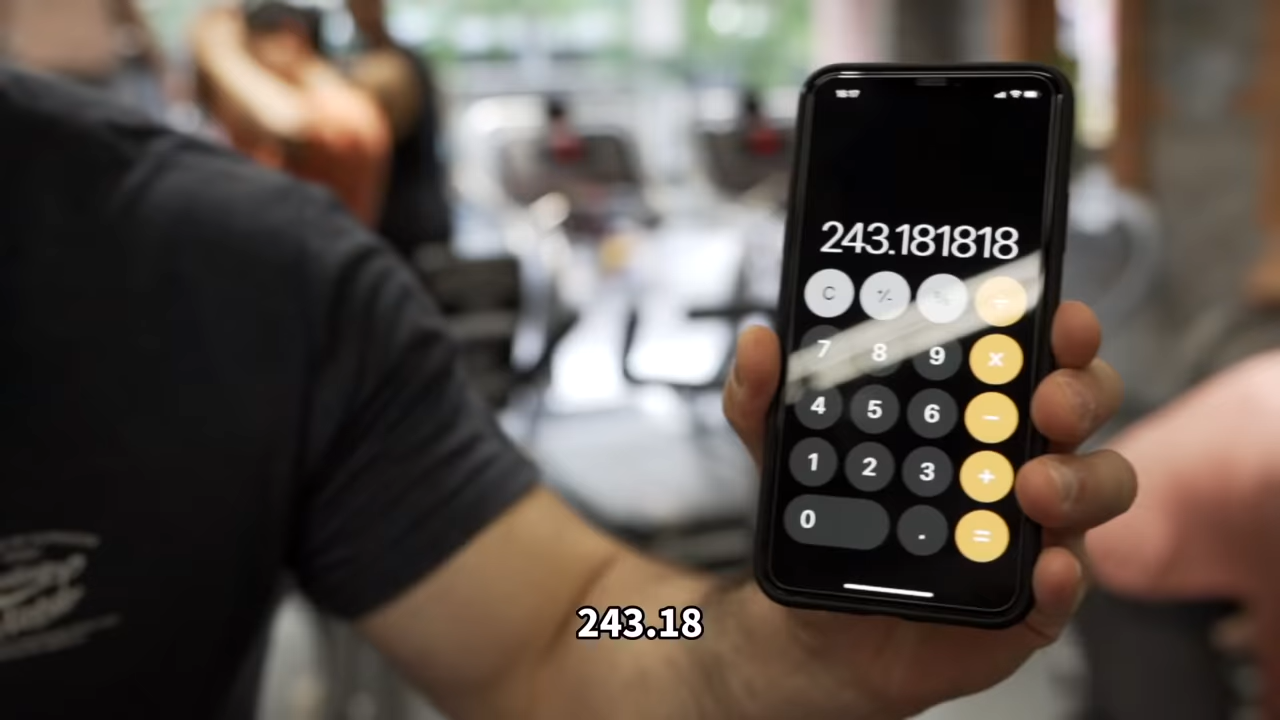 243.181818
C
7 8 9 ×
4 5 6 −
1 2 3 +
0 . =
243.18